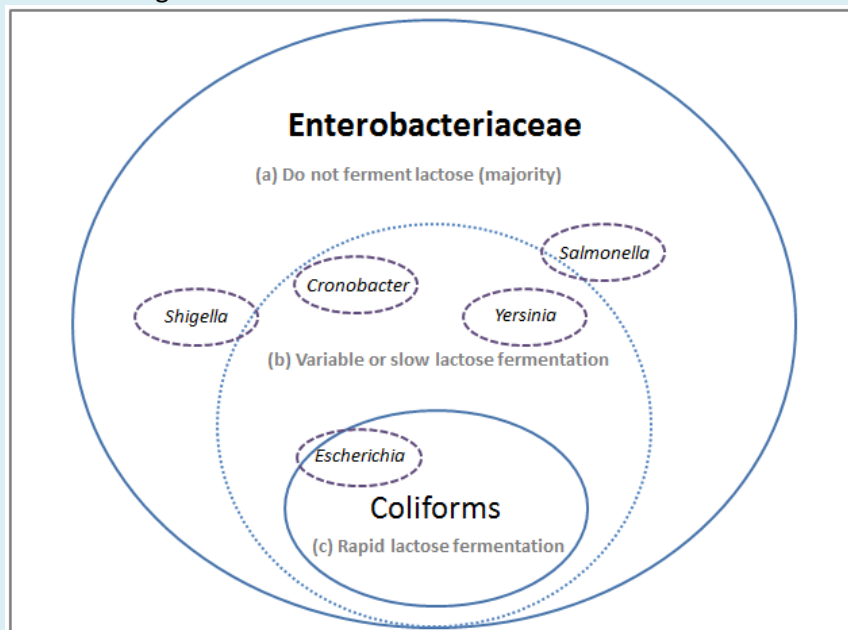 Enterobacteriaceae
(a) Do not ferment lactose (majority)
Salmonella
Cronobacter
Shigella
Yersinia
(b) Variable or slow lactose fermentation
Escherichia
Coliforms
(c) Rapid lactose fermentation